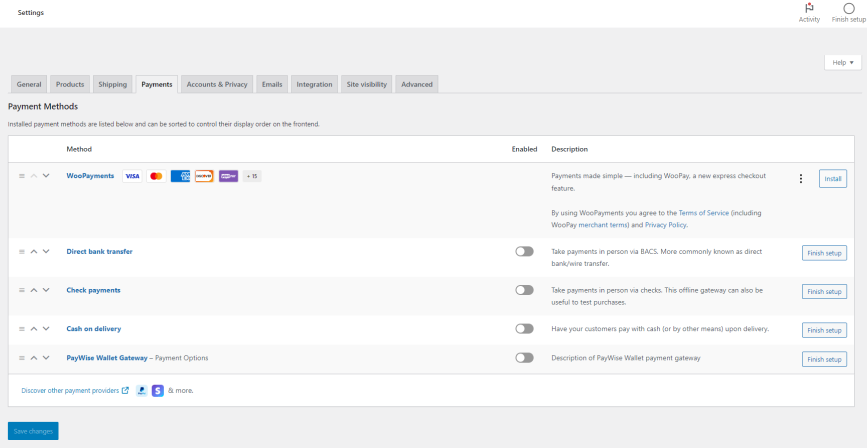 Settings
Activity
Finish setup
Help
General Products Shipping Payments Accounts & Privacy Emails Integration Site visibility Advanced
Payment Methods
Installed payment methods are listed below and can be sorted to control their display order on the frontend.
Method Enabled Description
WooPayments VISA + 15
Payments made simple — including WooPay, a new express checkout
feature.
By using WooPayments you agree to the Terms of Service (including
WooPay merchant terms) and Privacy Policy.
Install
Direct bank transfer
Take payments in person via BACS. More commonly known as direct
bank/wire transfer.
Finish setup
Check payments
Take payments in person via checks. This offline gateway can also be
useful to test purchases.
Finish setup
Cash on delivery
Have your customers pay with cash (or by other means) upon delivery.
Finish setup
PayWise Wallet Gateway – Payment Options
Description of PayWise Wallet payment gateway
Finish setup
Discover other payment providers S & more.
Save changes